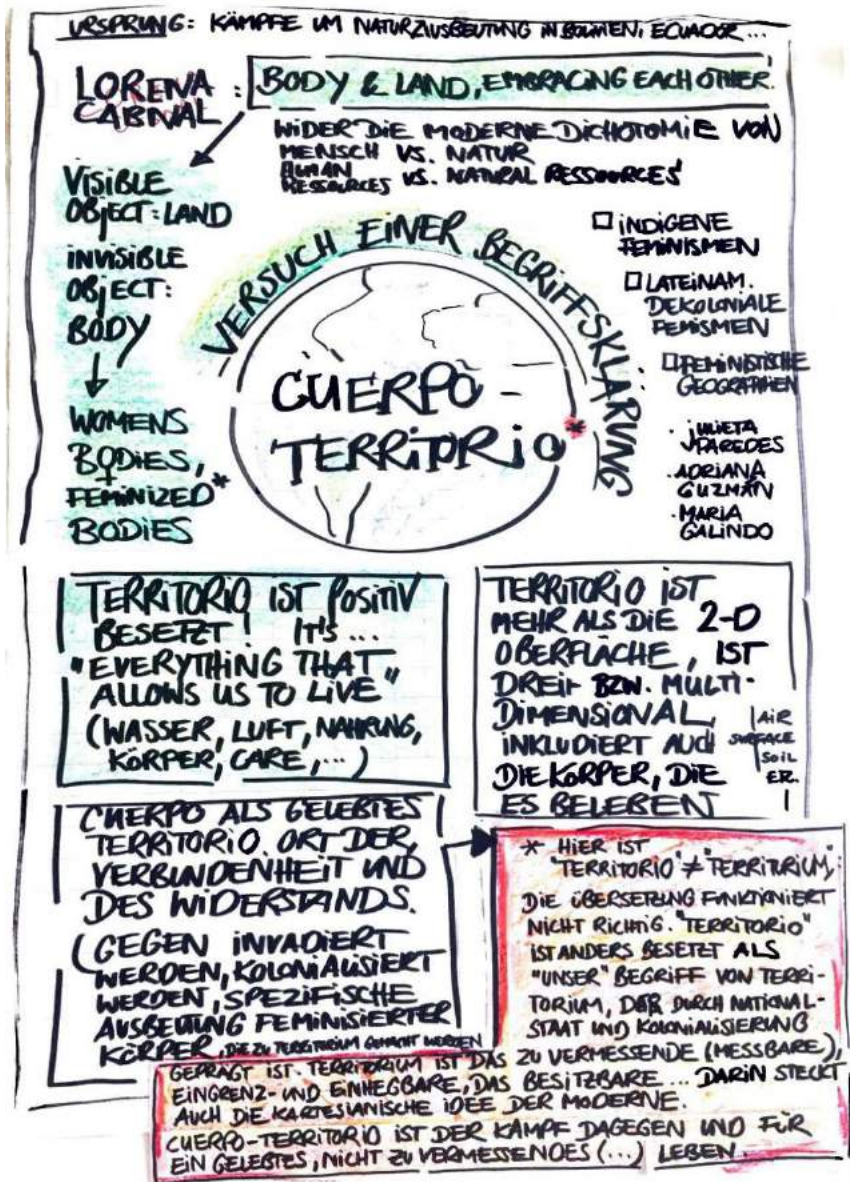 URSPRUNG: KÄMPFE UM NATURZIUSBEUTUNG IN BOLIVIEN, ECUADOR...
LORENA CABNAL : BODY & LAND, EMBRACING EACH OTHER.
WIDER DIE MODERNE DICHOTOMIE VON
MENSCH VS. NATUR
HUMAN RESSOURCES VS. NATURAL RESSOURCES
VISIBLE
OBJECT: LAND
INVISIBLE
OBJECT:
BODY
WOMENS
BODIES,
+
FEMINIZED*
BODIES
VERSUCH EINER BEGRIFFSKLÄRUNG
CUERPO -
TERRITORIO*
INDIGENE
FEMINISMEN
LATEINAM.
DEKOLONIALE
FEMISMEN
FEMINISTISCHE
GEOGRAPHIEN
· JULIETA
PAREDES
· ADRIANA
GUZMÁN
· MARIA
GALINDO
TERRITORIO IST POSITIV
BESETZT! IT'S...
"EVERYTHING THAT
ALLOWS US TO LIVE"
(WASSER, LUFT, NAHRUNG,
KÖRPER, CARE, ...)
TERRITORIO IST
MEHR ALS DIE 2-D
OBERFLÄCHE, IST
DREI- BZW. MULTI-
DIMENSIONAL,
INKLUDIERT AUCH
DIE KÖRPER, DIE
ES BELEBEN
AIR
SURFACE
SOIL
ER.
CUERPO ALS GELEBTES
TERRITORIO. ORT DER
VERBUNDENHEIT UND
DES WIDERSTANDS.
(GEGEN INVADIERT
WERDEN, KOLONIALISIERT
WERDEN, SPEZIFISCHE
AUSBEUTUNG FEMINISIERTER
KÖRPER, DIE ZU TERRITORIUM GEMACHT WERDEN
* HIER IST
"TERRITORIO" ≠ "TERRITORIUM":
DIE ÜBERSETZUNG FUNKTIONIERT
NICHT RICHTIG. "TERRITORIO"
IST ANDERS BESETZT ALS
"UNSER" BEGRIFF VON TERRI-
TORIUM, DER DURCH NATIONAL-
STAAT UND KOLONIALISIERUNG
GEPRÄGT IST. TERRITORIUM IST DAS ZU VERMESSENDE (MESSBARE),
EINGRENZ- UND EINHEGBARE, DAS BESITZBARE... DARIN STECKT
AUCH DIE KARTESIANISCHE IDEE DER MODERNE.
CUERPO-TERRITORIO IST DER KAMPF DAGEGEN UND FÜR
EIN GELEBTES, NICHT ZU VERMESSENDES (...) LEBEN.